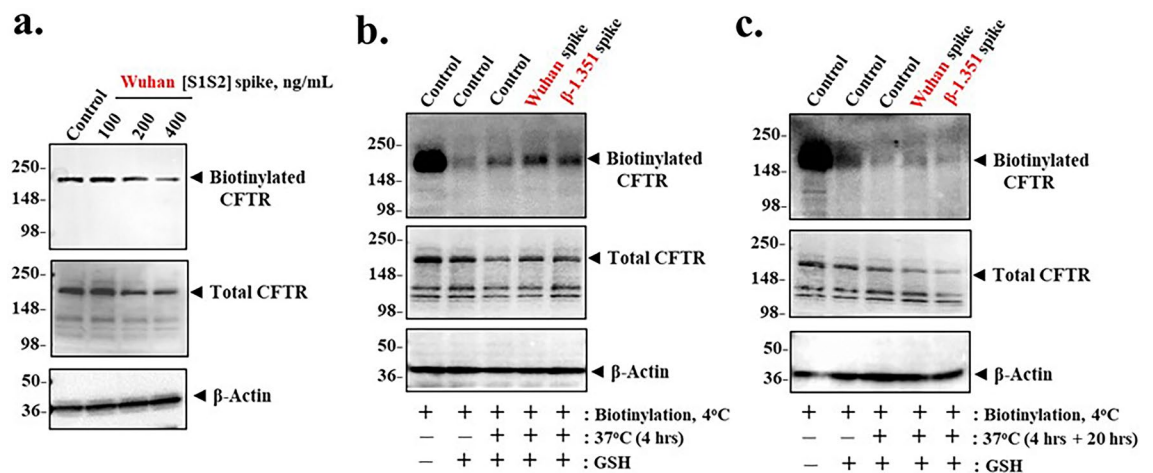 a.
Wuhan [S1S2] spike, ng/mL
Control
100
200
400
250-
148-
98-
Biotinylated
CFTR
250-
148-
98-
Total CFTR
50-
36-
β-Actin
b.
Control
Control
Control
Wuhan spike
β-1.351 spike
250-
148-
98-
Biotinylated
CFTR
250-
148-
98-
Total CFTR
50-
36-
β-Actin
+ + + + + : Biotinylation, 4°C
– – + + + : 37°C (4 hrs)
– + + + + : GSH
c.
Control
Control
Control
Wuhan spike
β-1.351 spike
250-
148-
98-
Biotinylated
CFTR
250-
148-
98-
Total CFTR
50-
36-
β-Actin
+ + + + + : Biotinylation, 4°C
– – + + + : 37°C (4 hrs + 20 hrs)
– + + + + : GSH